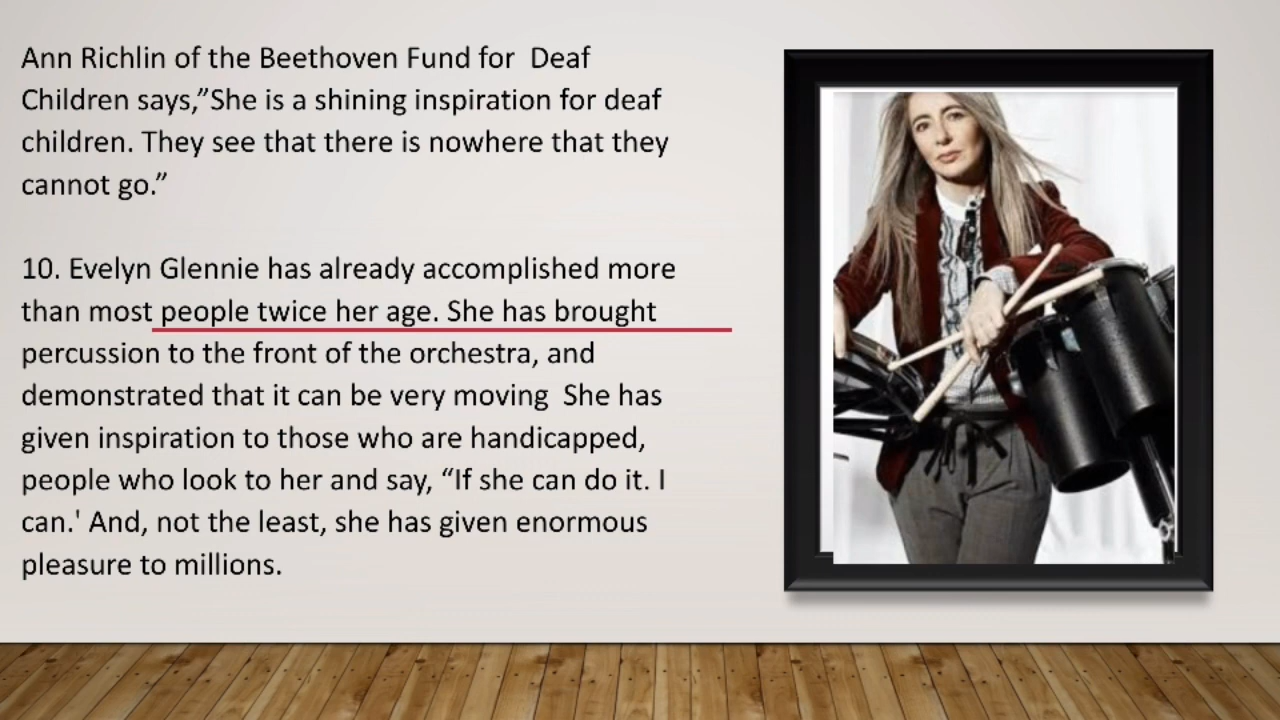 Ann Richlin of the Beethoven Fund for  Deaf
Children says,”She is a shining inspiration for deaf
children. They see that there is nowhere that they
cannot go.”
10. Evelyn Glennie has already accomplished more
than most people twice her age. She has brought
percussion to the front of the orchestra, and
demonstrated that it can be very moving  She has
given inspiration to those who are handicapped,
people who look to her and say, “If she can do it. I
can.' And, not the least, she has given enormous
pleasure to millions.